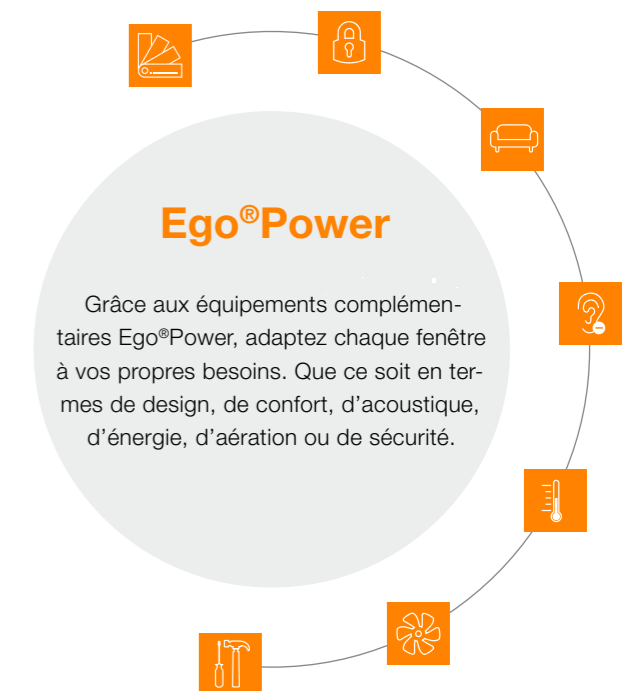 Ego®Power
Grâce aux équipements complémen-
taires Ego®Power, adaptez chaque fenêtre
à vos propres besoins. Que ce soit en ter-
mes de design, de confort, d’acoustique,
d’énergie, d’aération ou de sécurité.